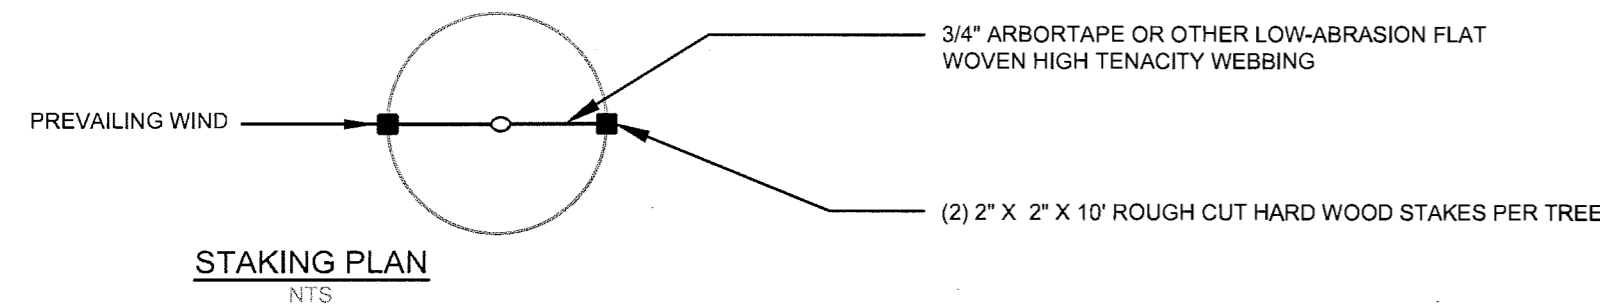 3/4" ARBORTAPE OR OTHER LOW-ABRASION FLAT
WOVEN HIGH TENACITY WEBBING
PREVAILING WIND
(2) 2" X 2" X 10' ROUGH CUT HARD WOOD STAKES PER TREE
STAKING PLAN
NTS